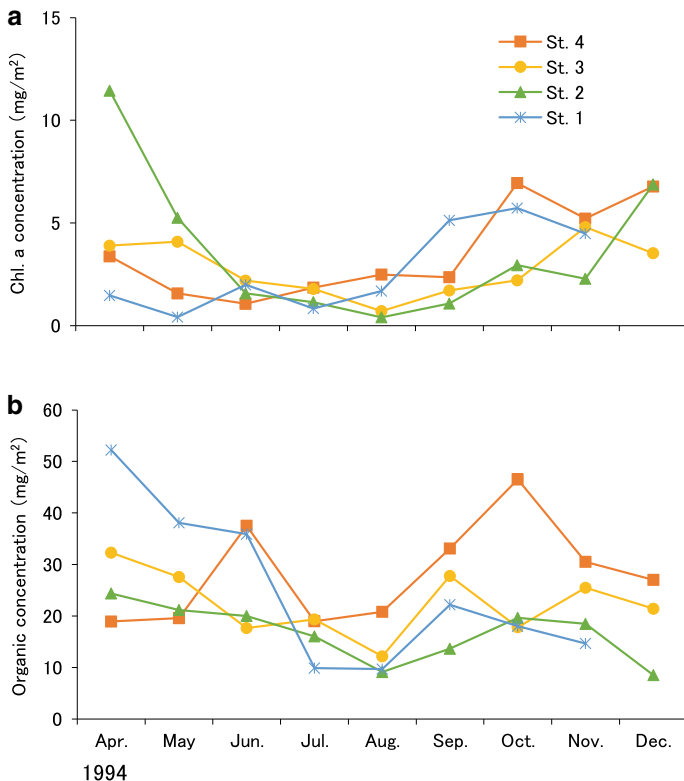 a
Chl. a concentration (mg/m²)
15
10
5
0
St. 4
St. 3
St. 2
St. 1
b
Organic concentration (mg/m²)
60
50
40
30
20
10
0
Apr. May Jun. Jul. Aug. Sep. Oct. Nov. Dec.
1994